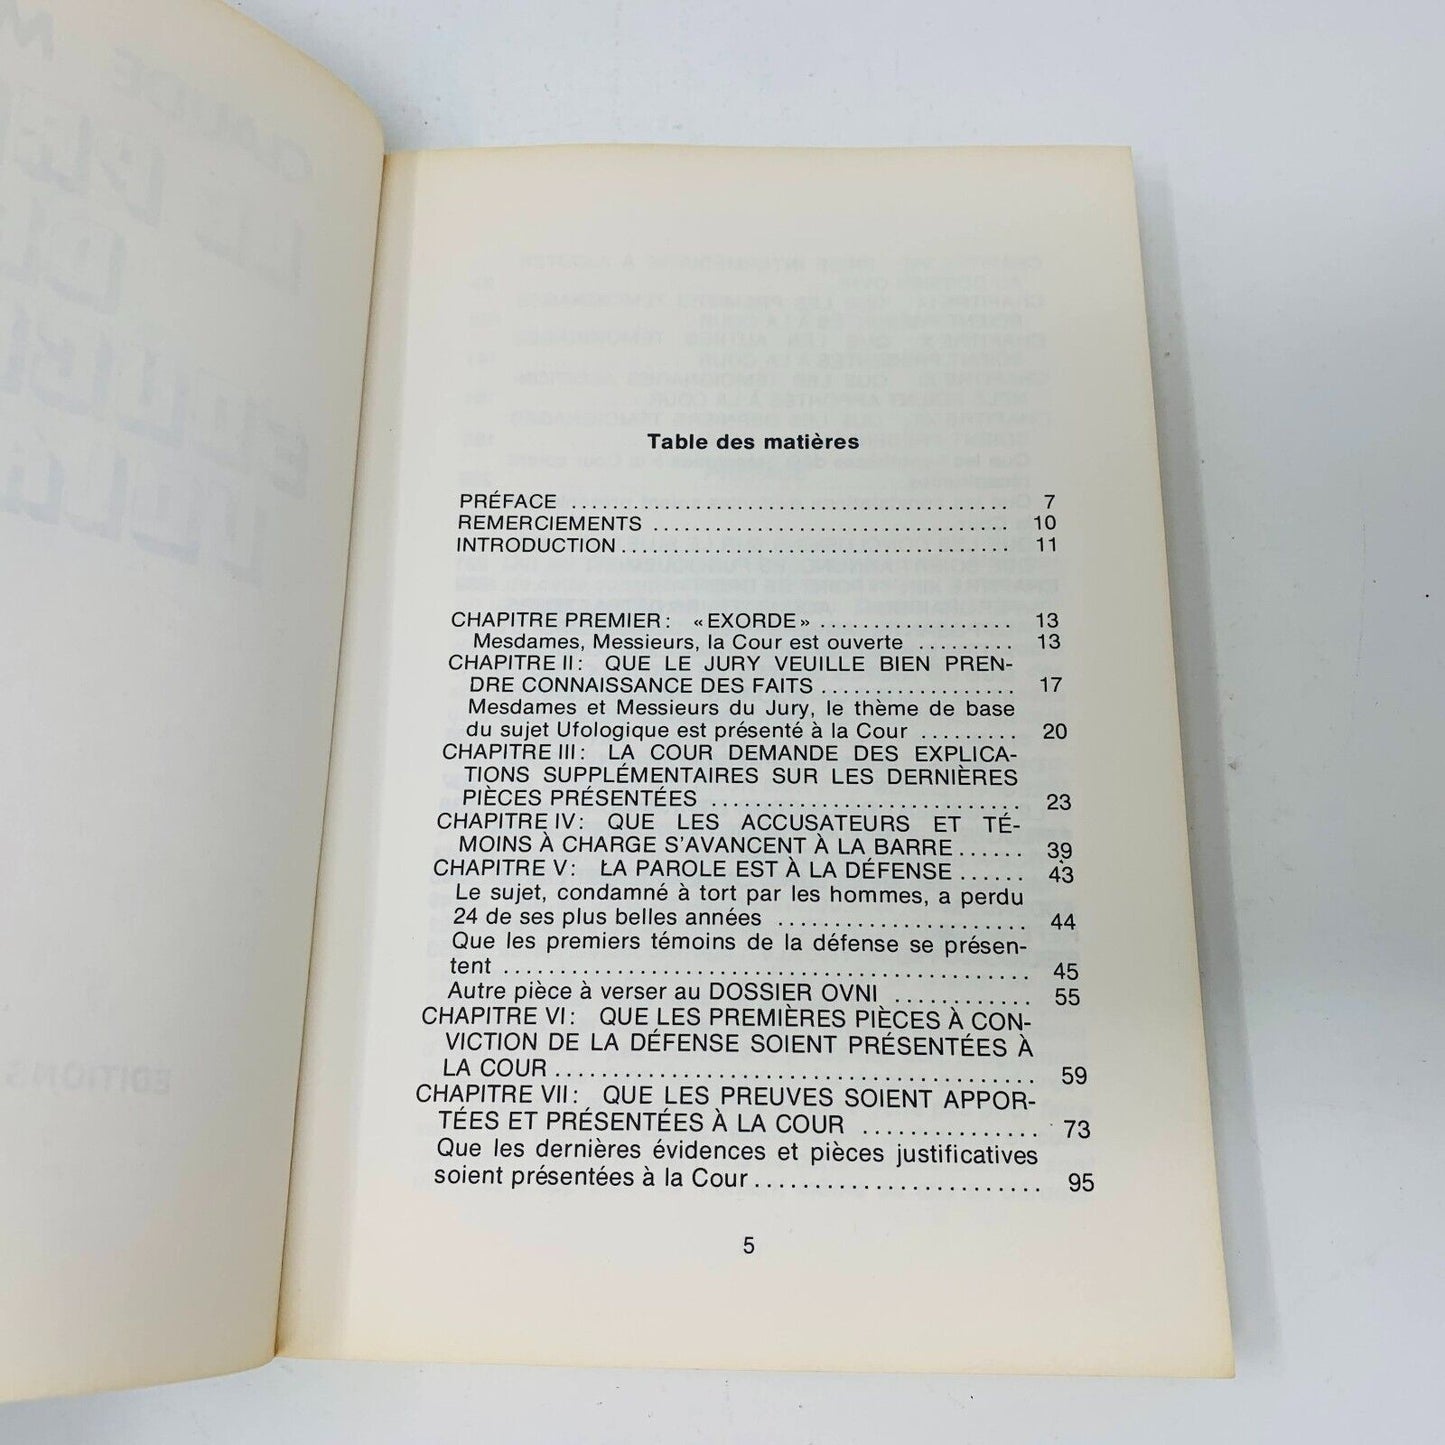 Table des matières
PRÉFACE ........................................... 7
REMERCIEMENTS ................................... 10
INTRODUCTION...................................... 11
CHAPITRE PREMIER : « EXORDE » ................... 13
Mesdames, Messieurs, la Cour est ouverte ......... 13
CHAPITRE II : QUE LE JURY VEUILLE BIEN PREN-
DRE CONNAISSANCE DES FAITS ................... 17
Mesdames et Messieurs du Jury, le thème de base
du sujet Ufologique est présenté à la Cour ......... 20
CHAPITRE III : LA COUR DEMANDE DES EXPLICA-
TIONS SUPPLÉMENTAIRES SUR LES DERNIÈRES
PIÈCES PRÉSENTÉES ............................. 23
CHAPITRE IV : QUE LES ACCUSATEURS ET TÉ-
MOINS À CHARGE S'AVANCENT À LA BARRE ...... 39
CHAPITRE V : LA PAROLE EST À LA DÉFENSE ...... 43
Le sujet, condamné à tort par les hommes, a perdu
24 de ses plus belles années ....................... 44
Que les premiers témoins de la défense se présen-
tent ............................................... 45
Autre pièce à verser au DOSSIER OVNI ............ 55
CHAPITRE VI : QUE LES PREMIÈRES PIÈCES À CON-
VICTION DE LA DÉFENSE SOIENT PRÉSENTÉES À
LA COUR ........................................ 59
CHAPITRE VII : QUE LES PREUVES SOIENT APPOR-
TÉES ET PRÉSENTÉES À LA COUR ............... 73
Que les dernières évidences et pièces justificatives
soient présentées à la Cour ........................ 95
5